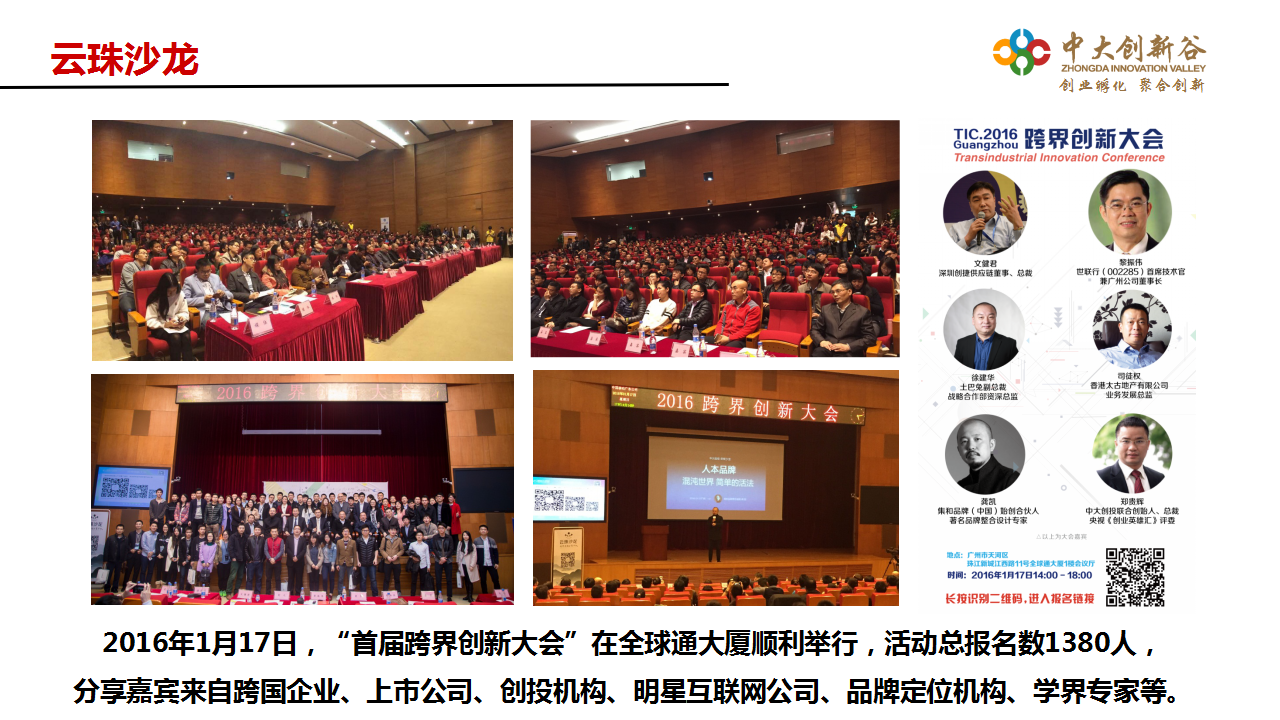 云珠沙龙
中大创新谷
ZHONGDA INNOVATION VALLEY
创业孵化 聚合创新
TIC.2016
Guangzhou
跨界创新大会
Transindustrial Innovation Conference
文健君
深圳创捷供应链董事、总裁
黎振伟
世联行（002285）首席技术官
兼广州公司董事长
徐建华
土巴兔副总裁
战略合作部资深总监
司徒权
香港太古地产有限公司
业务发展总监
龚凯
集和品牌（中国）始创合伙人
著名品牌整合设计专家
郑贵辉
中大创投联合创始人、总裁
央视《创业英雄汇》评委
△以上为大会嘉宾
地点：广州市天河区
珠江新城江西路11号全球通大厦1楼会议厅
时间：2016年1月17日14:00－18:00
长按识别二维码,进入报名链接
2016 跨界创新大会
2016 跨界创新大会
人本品牌
混沌世界 简单的活法
云珠沙龙
2016年1月17日，“首届跨界创新大会”在全球通大厦顺利举行，活动总报名数1380人，
分享嘉宾来自跨国企业、上市公司、创投机构、明星互联网公司、品牌定位机构、学界专家等。